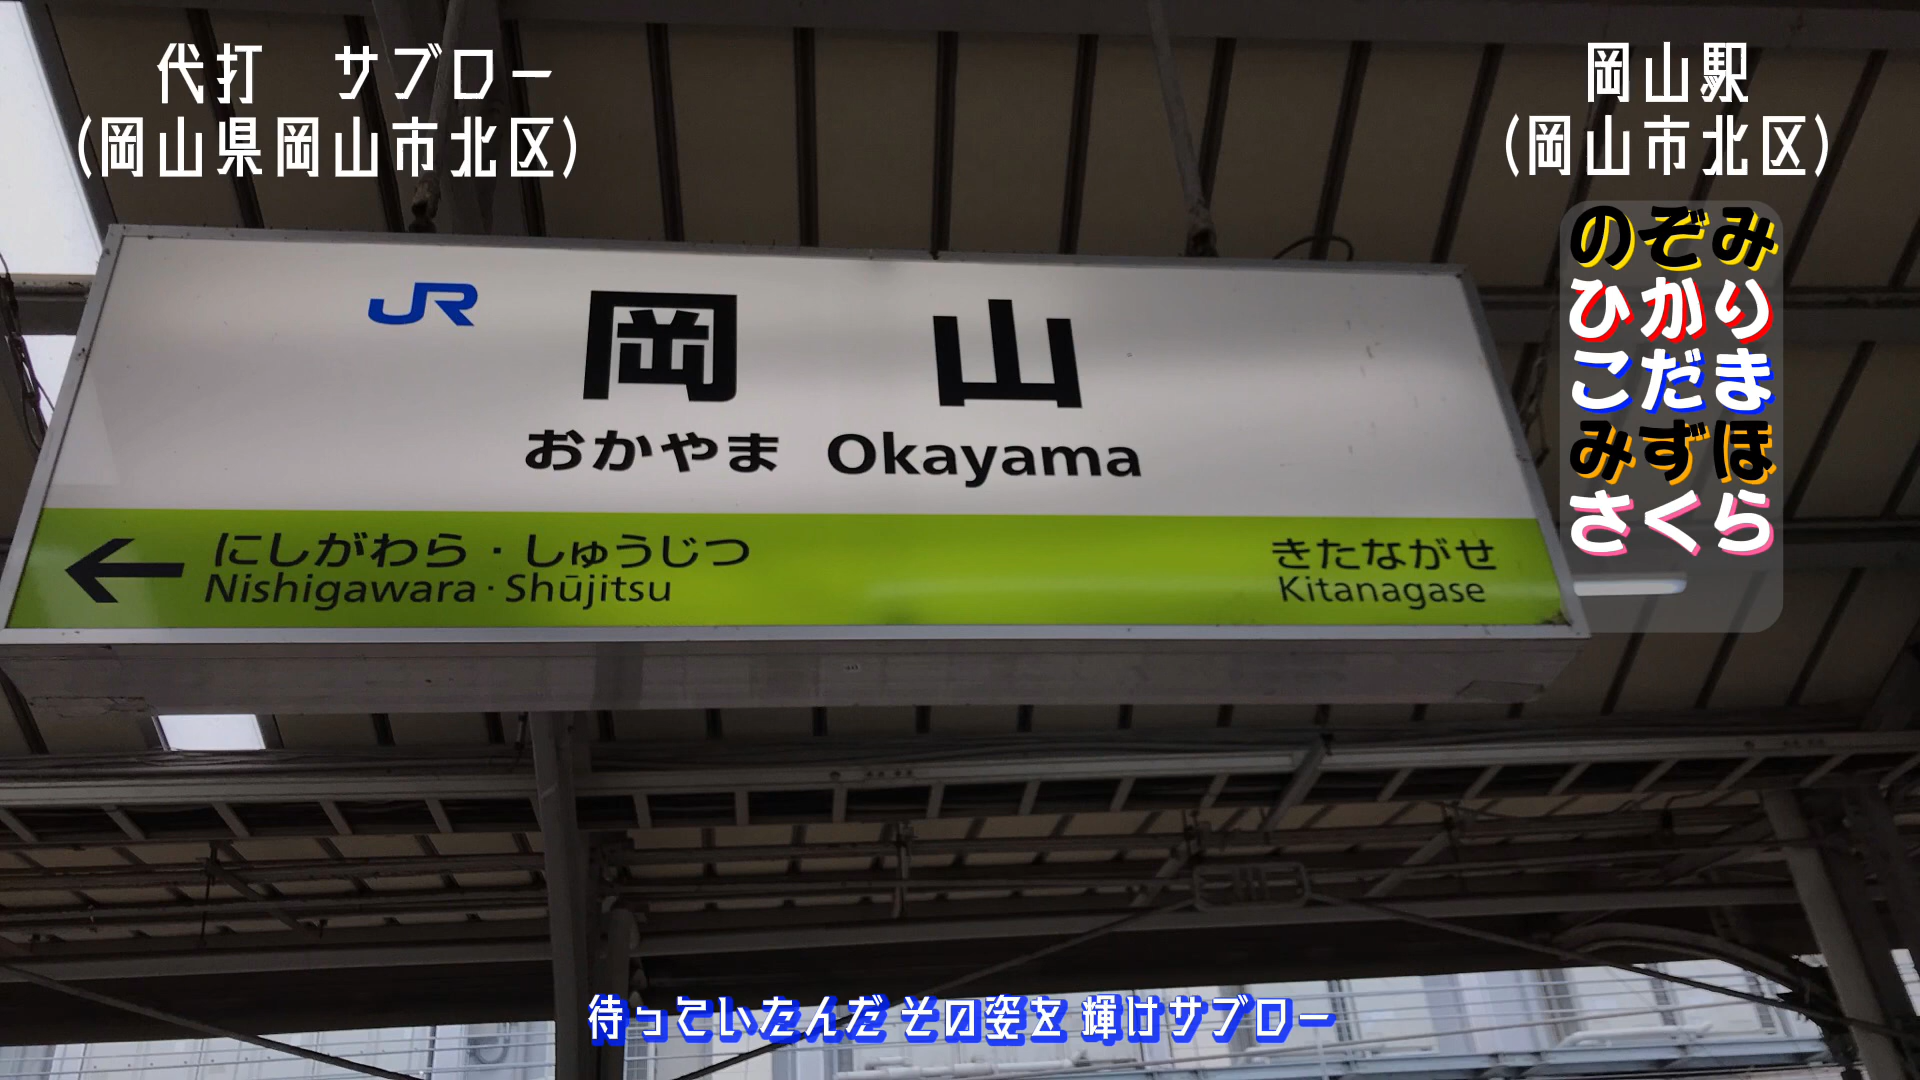 代打　サブロー
(岡山県岡山市北区)
岡山駅
(岡山市北区)
のぞみ
ひかり
こだま
みずほ
さくら
JR
岡山
おかやま Okayama
にしがわら・しゅうじつ
Nishigawara・Shūjitsu
きたながせ
Kitanagase
待っていたんだ その姿を 輝けサブロー